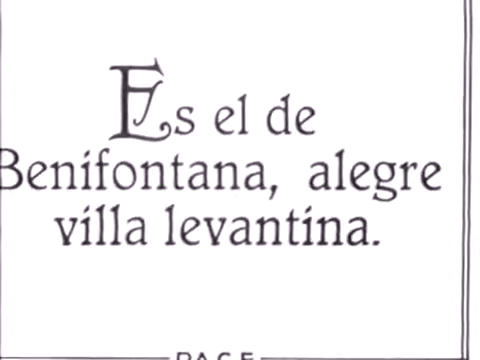 Es el de
Benifontana, alegre
villa levantina.